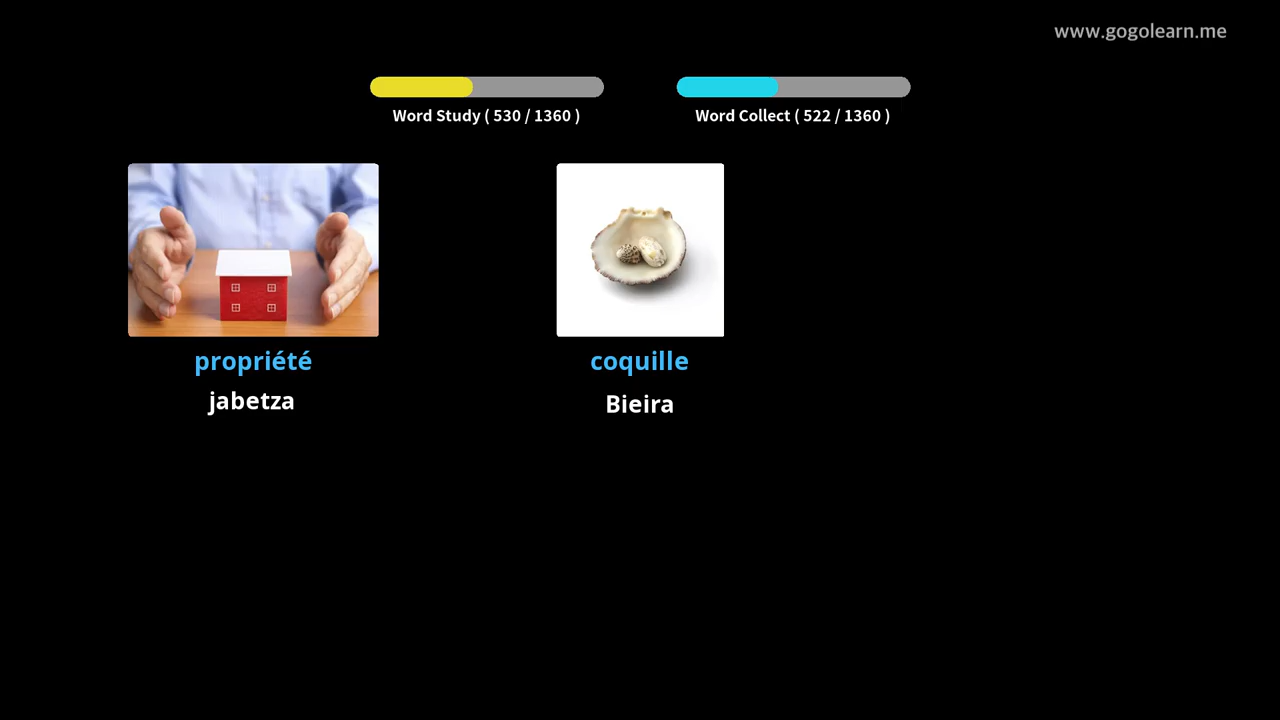 www.gogolearn.me
Word Study ( 530 / 1360 )
Word Collect ( 522 / 1360 )
propriété
coquille
jabetza
Bieira